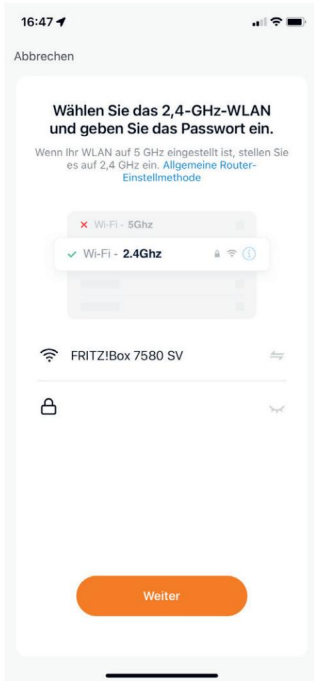 16:47
Abbrechen
Wählen Sie das 2,4-GHz-WLAN
und geben Sie das Passwort ein.
Wenn Ihr WLAN auf 5 GHz eingestellt ist, stellen Sie
es auf 2,4 GHz ein. Allgemeine Router-
Einstellmethode
Wi-Fi - 5Ghz
Wi-Fi - 2.4Ghz
FRITZ!Box 7580 SV
Weiter